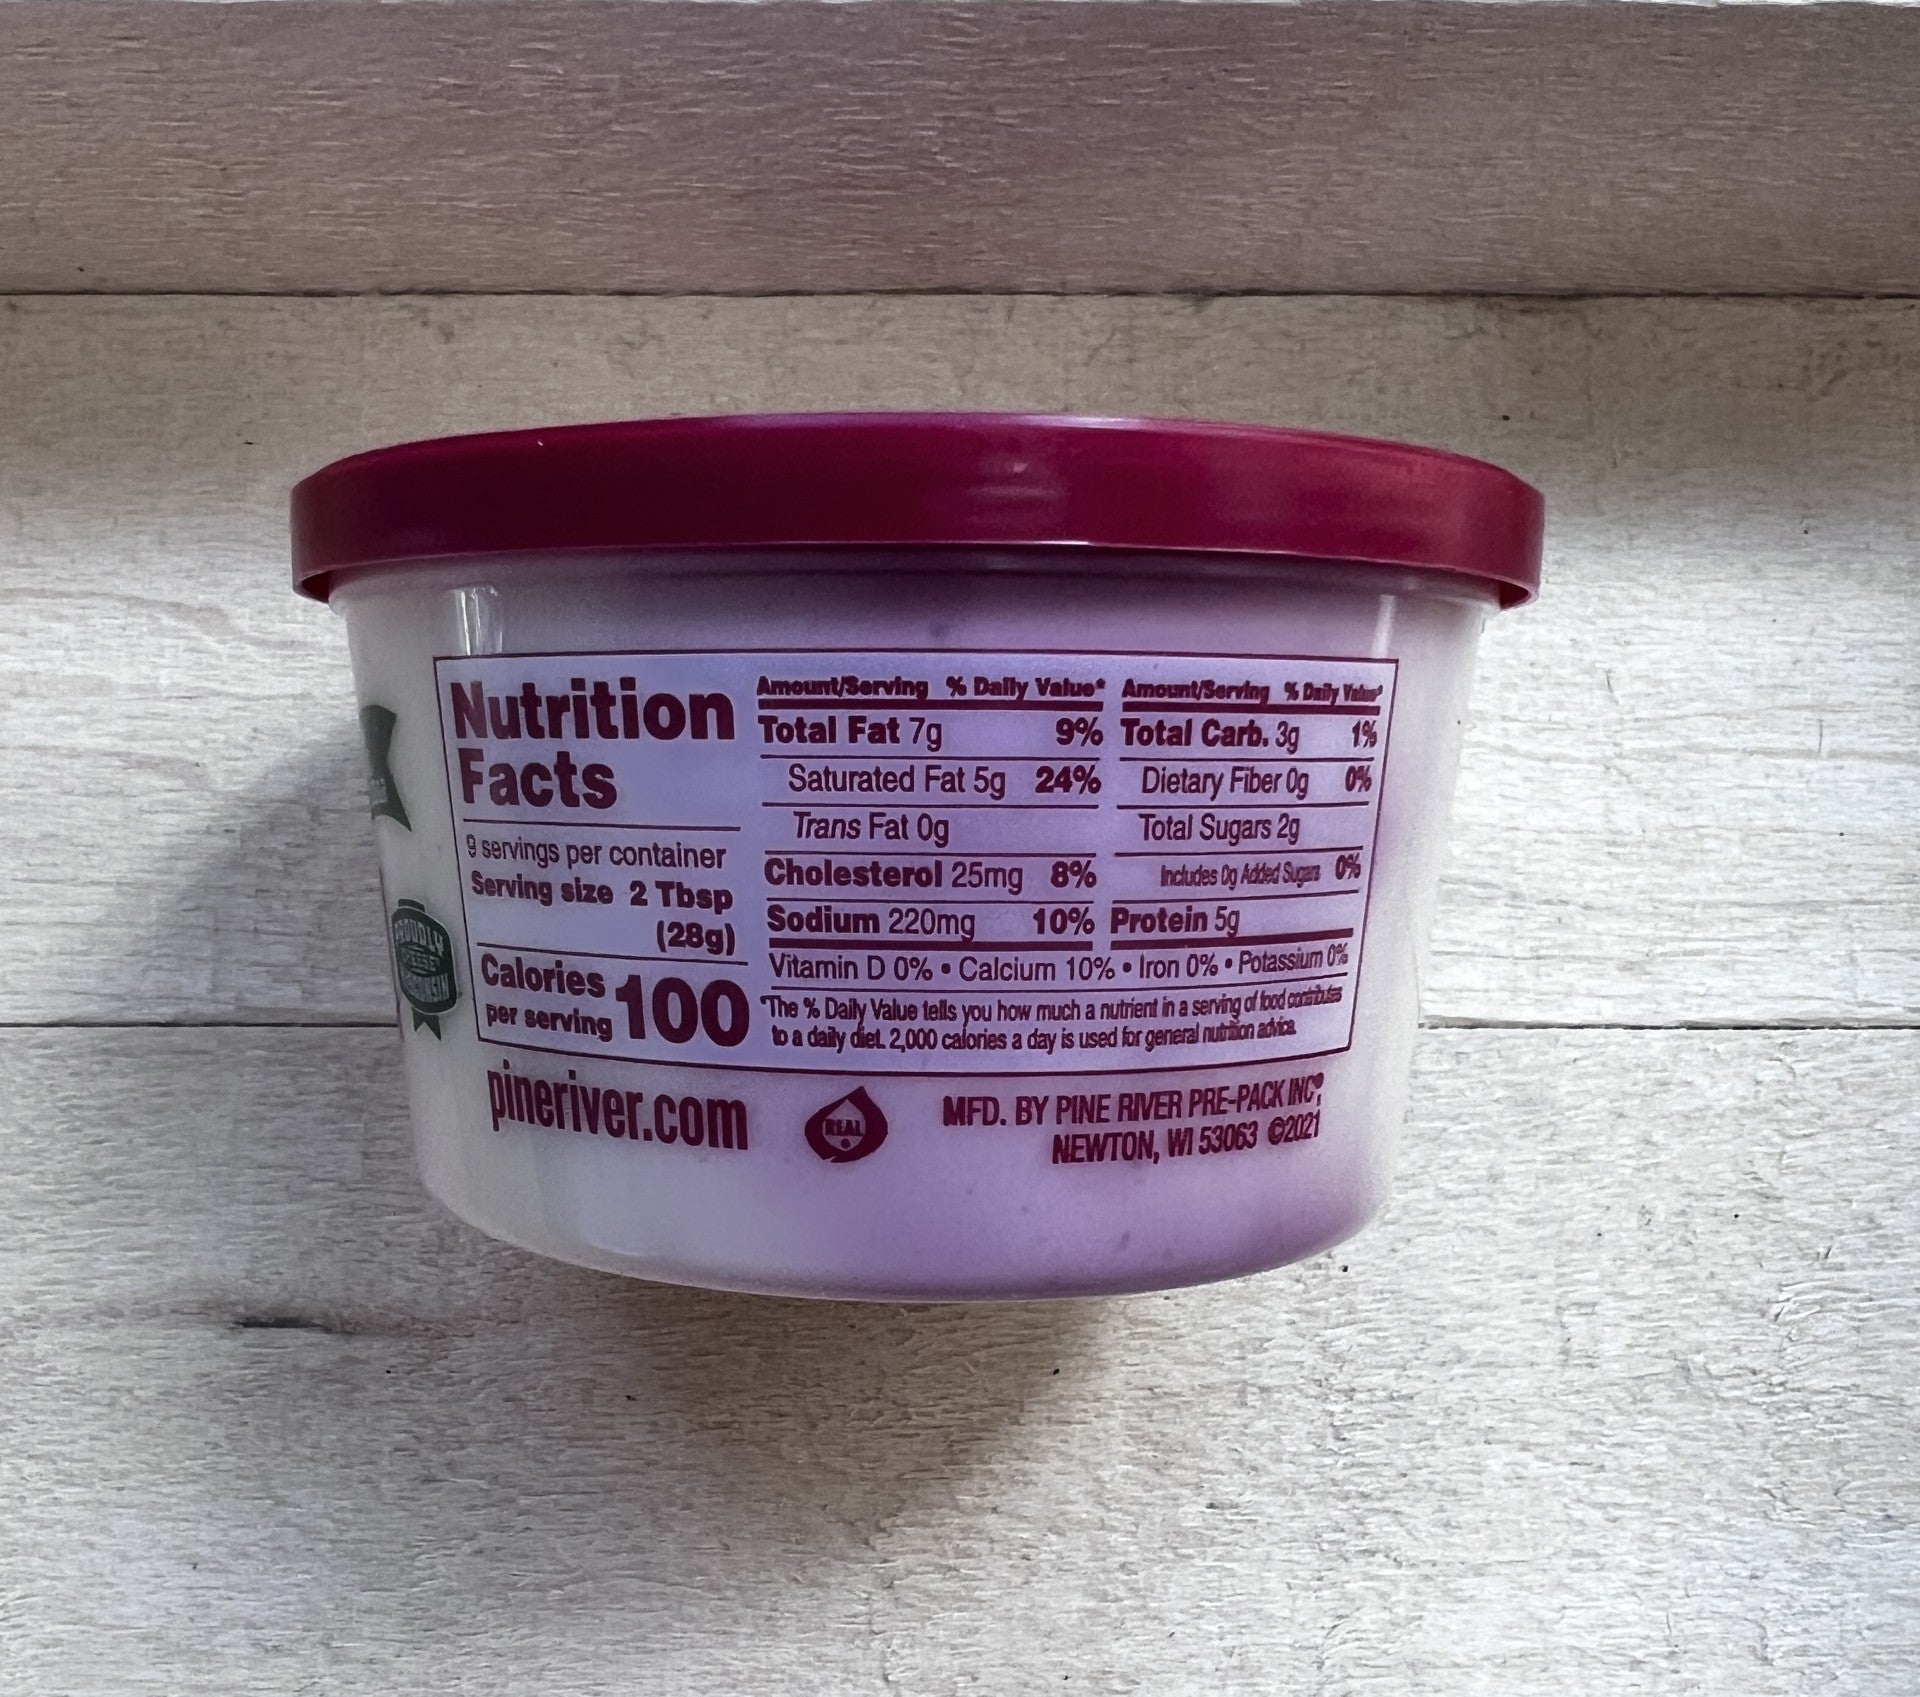 Nutrition
Facts
9 servings per container
Serving size 2 Tbsp
(28g)
Calories
per serving 100
Amount/Serving % Daily Value*
Total Fat 7g 9%
Saturated Fat 5g 24%
Trans Fat 0g
Cholesterol 25mg 8%
Sodium 220mg 10%
Amount/Serving % Daily Value*
Total Carb. 3g 1%
Dietary Fiber 0g 0%
Total Sugars 2g
Includes 0g Added Sugars 0%
Protein 5g
Vitamin D 0% • Calcium 10% • Iron 0% • Potassium 0%
*The % Daily Value tells you how much a nutrient in a serving of food contributes
to a daily diet. 2,000 calories a day is used for general nutrition advice.
PROUDLY
CHEESE
pineriver.com
REAL
MFD. BY PINE RIVER PRE-PACK INC,
NEWTON, WI 53063 ©2021